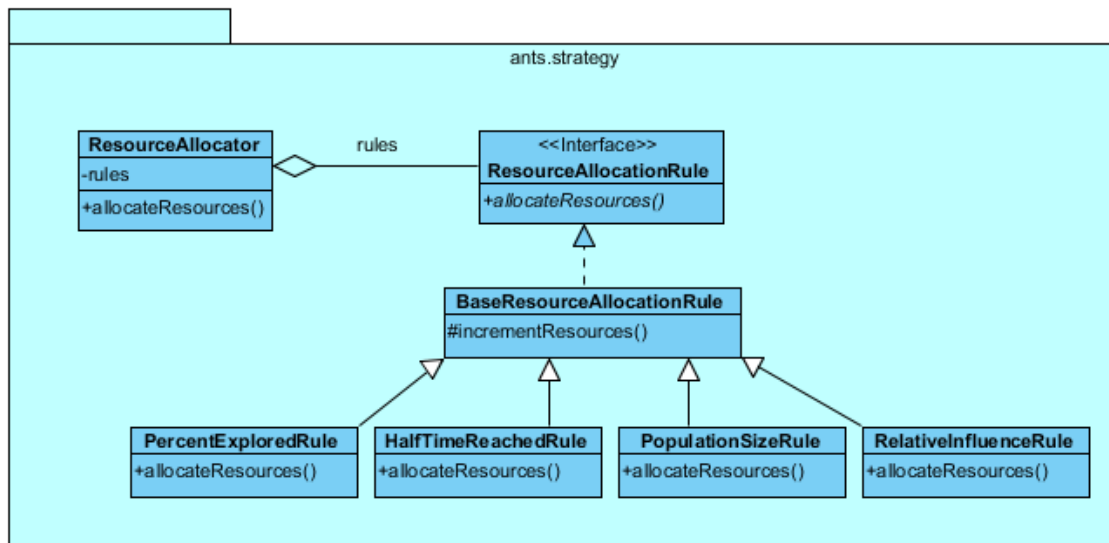 ants.strategy
ResourceAllocator
-rules
+allocateResources()
rules
<<Interface>>
ResourceAllocationRule
+allocateResources()
BaseResourceAllocationRule
#incrementResources()
PercentExploredRule
+allocateResources()
HalfTimeReachedRule
+allocateResources()
PopulationSizeRule
+allocateResources()
RelativeInfluenceRule
+allocateResources()